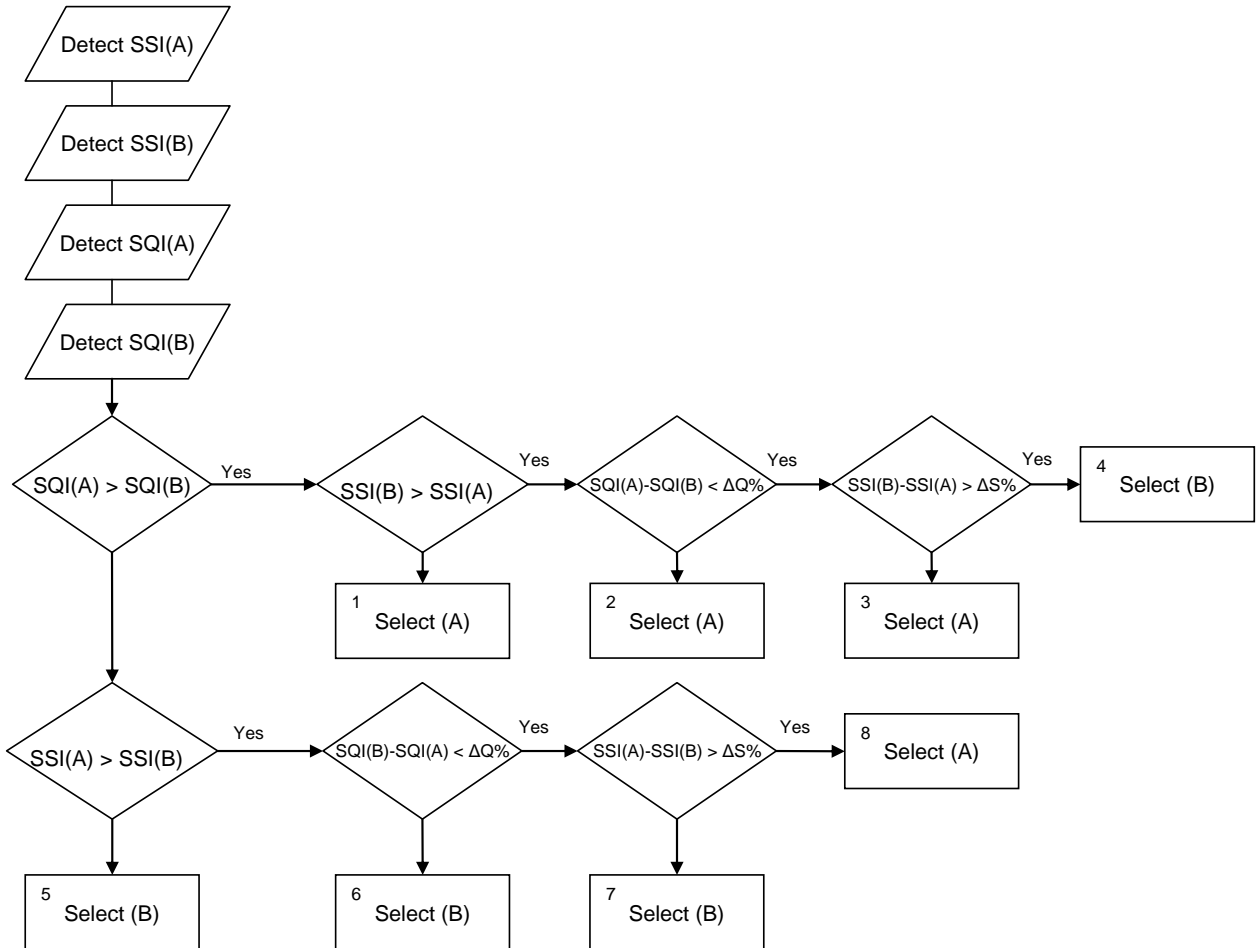 Detect SSI(A)
Detect SSI(B)
Detect SQI(A)
Detect SQI(B)
SQI(A) > SQI(B)
Yes
SSI(B) > SSI(A)
Yes
SQI(A)-SQI(B) < ΔQ%
Yes
SSI(B)-SSI(A) > ΔS%
Yes
4
Select (B)
1
Select (A)
2
Select (A)
3
Select (A)
SSI(A) > SSI(B)
Yes
SQI(B)-SQI(A) < ΔQ%
Yes
SSI(A)-SSI(B) > ΔS%
Yes
8
Select (A)
5
Select (B)
6
Select (B)
7
Select (B)